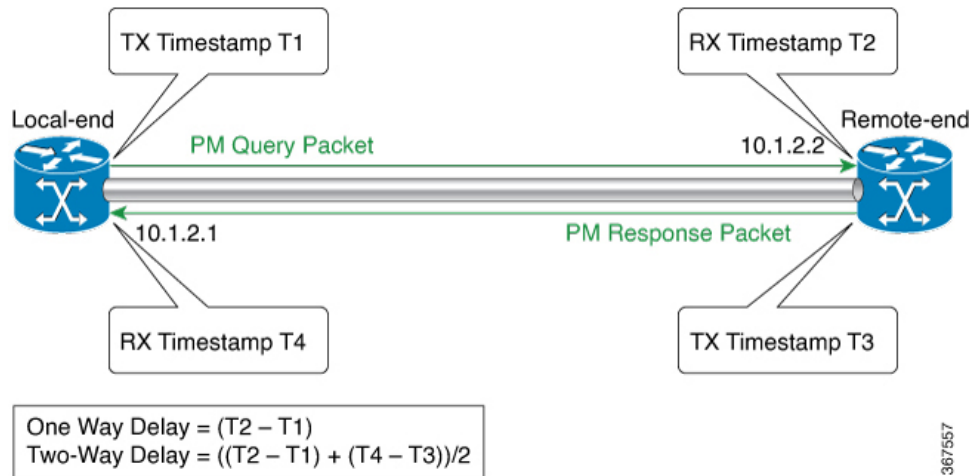 TX Timestamp T1
RX Timestamp T2
Local-end
Remote-end
PM Query Packet
10.1.2.2
10.1.2.1
PM Response Packet
RX Timestamp T4
TX Timestamp T3
One Way Delay = (T2 – T1)
Two-Way Delay = ((T2 – T1) + (T4 – T3))/2
367557